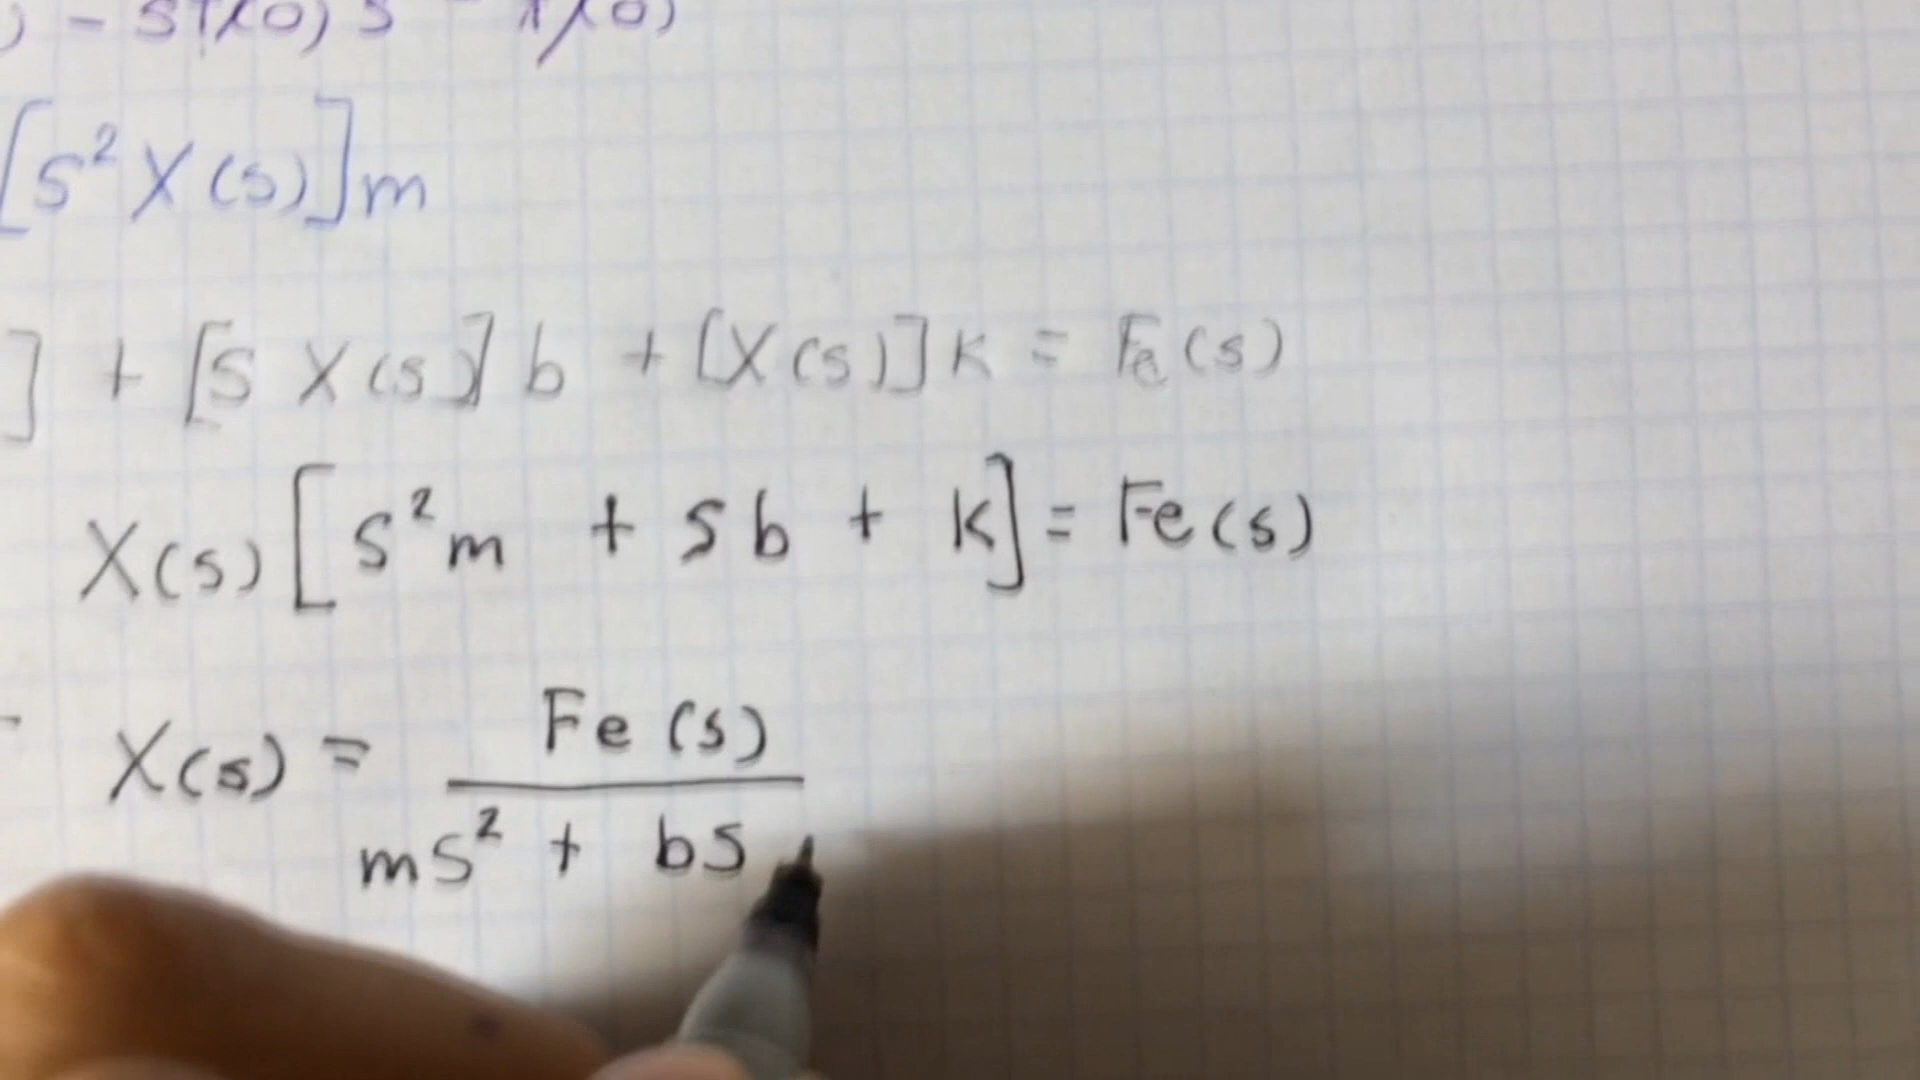 [S² X(s)]m
] + [S X(s)] b + [X(s)] K = Fe(s)
X(s) [S²m + Sb + K] = Fe(s)
X(s) = Fe(s)
mS² + bS